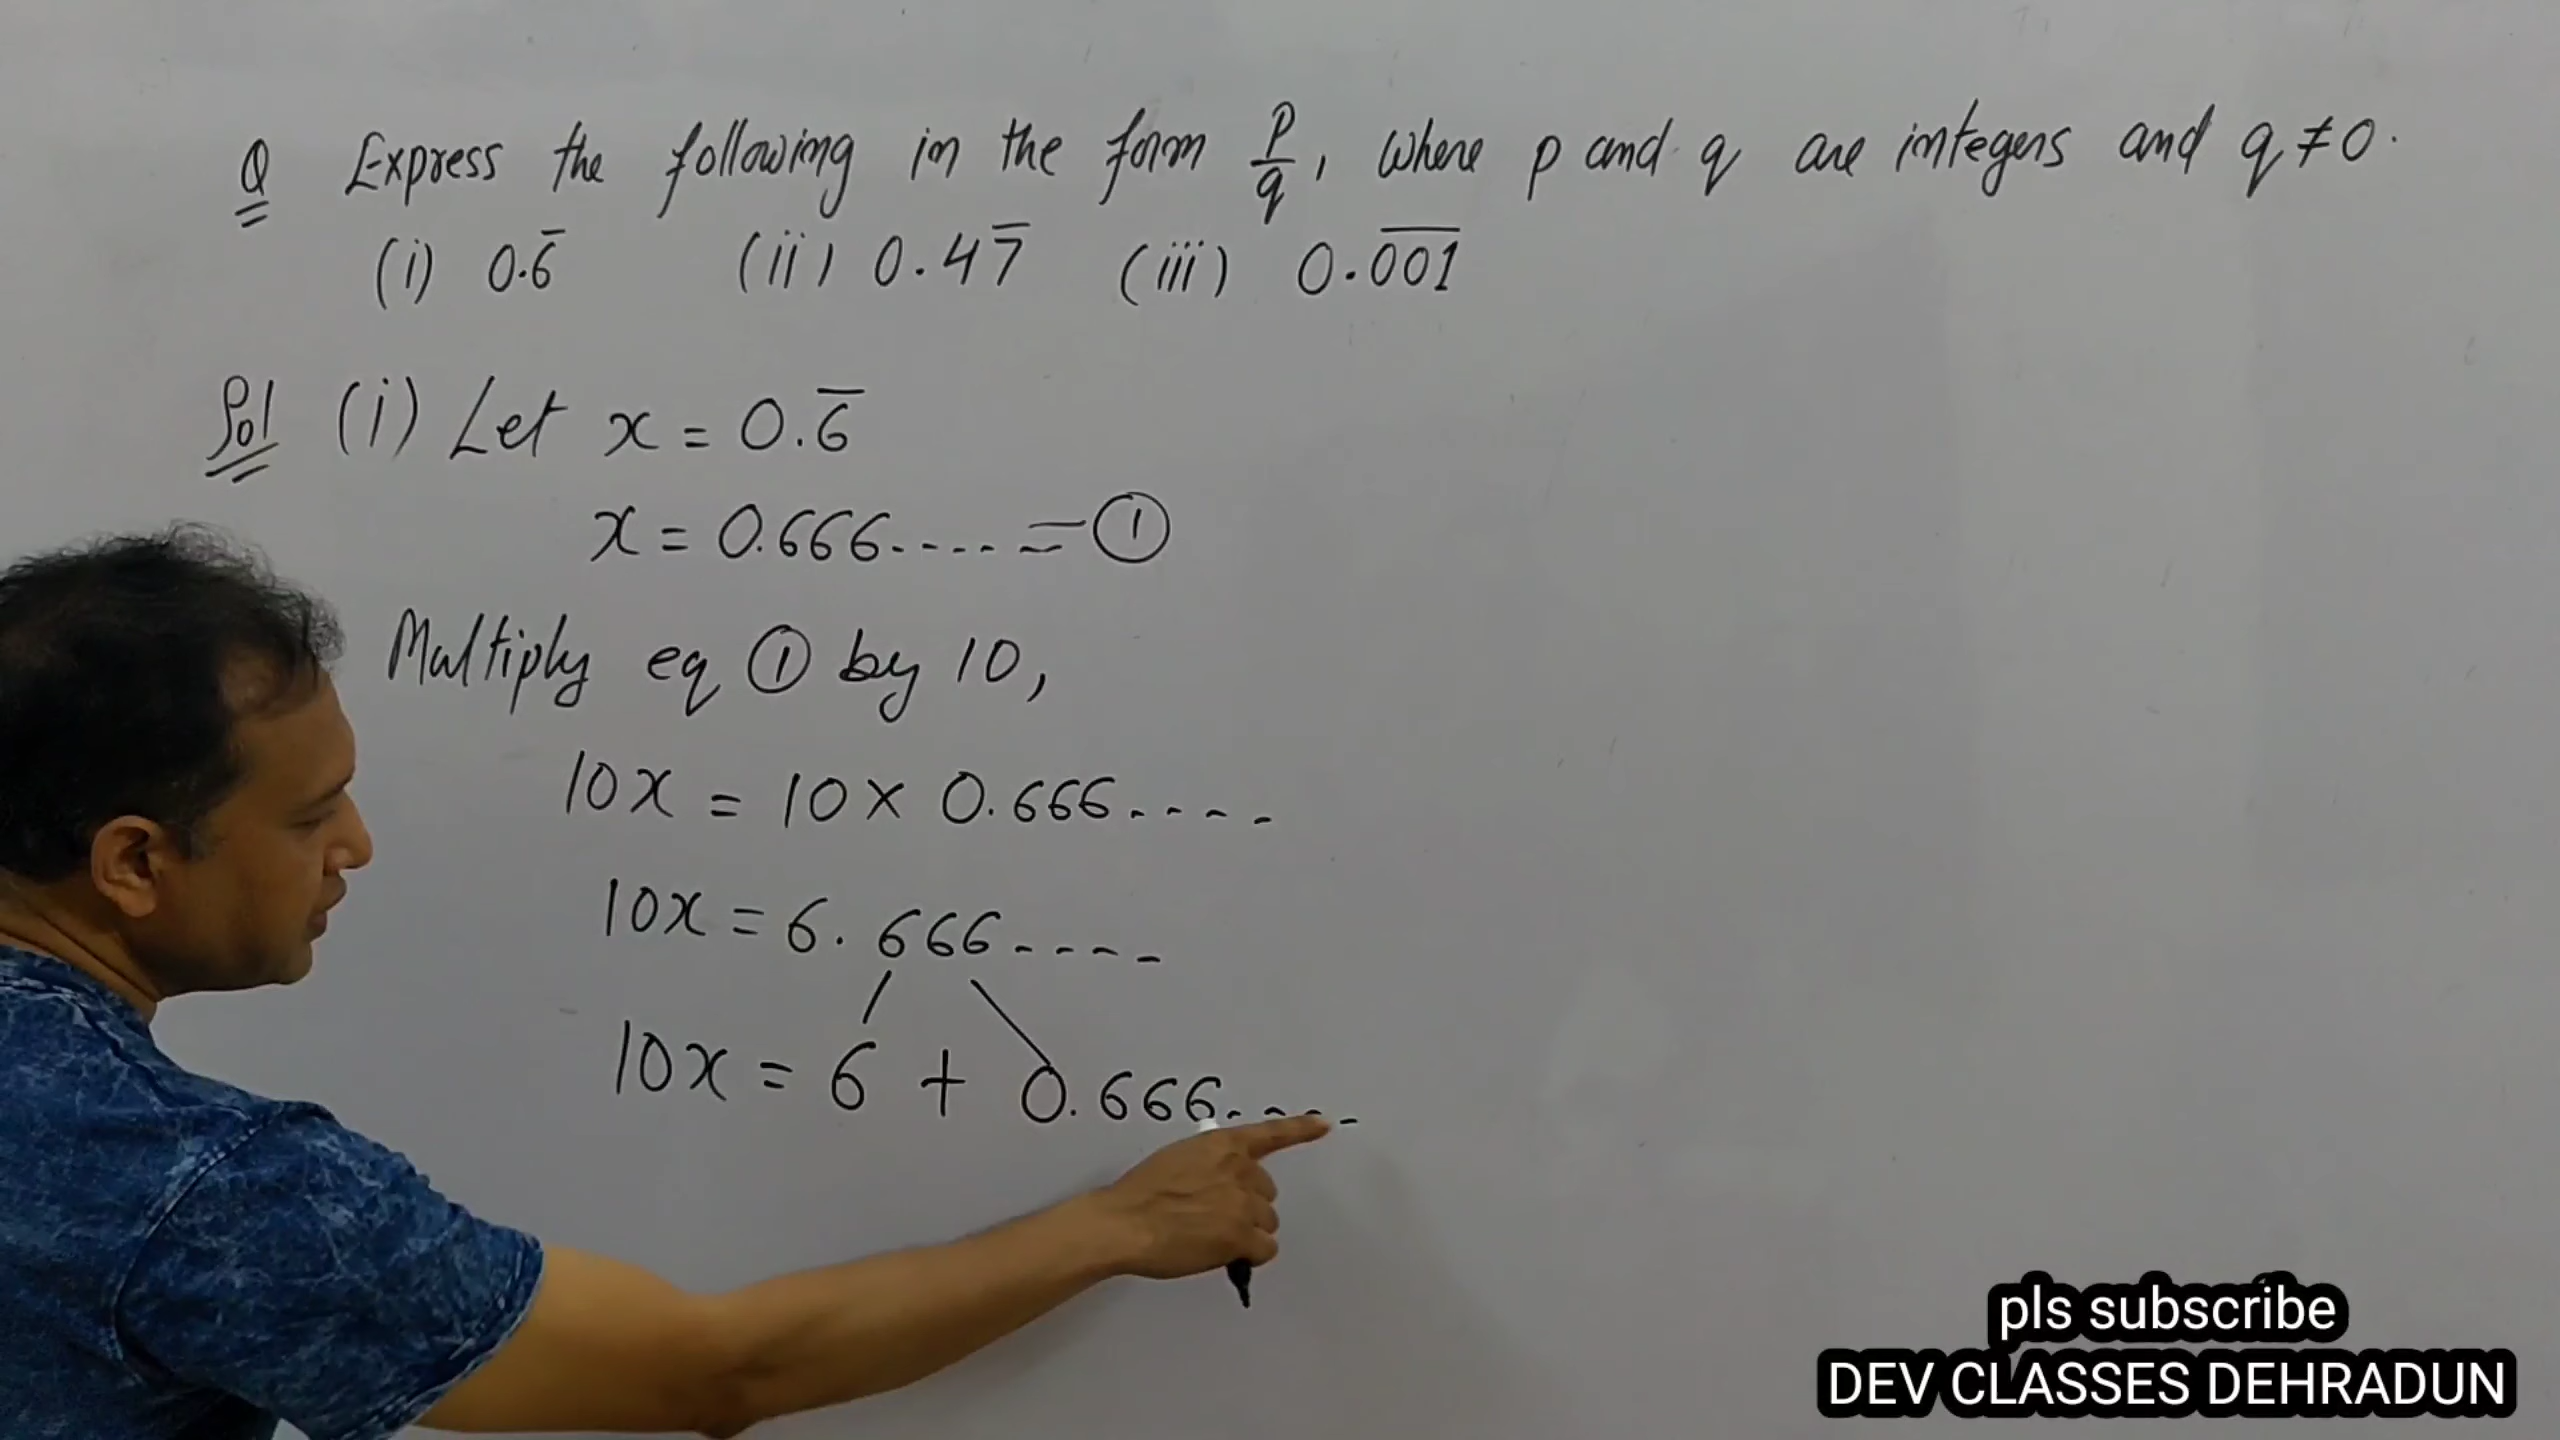 Q Express the following in the form p/q, where p and q are integers and q ≠ 0.
(i) 0.6̅ (ii) 0.47̅ (iii) 0.0̅0̅1̅
Sol (i) Let x = 0.6̅
x = 0.666.... = ①
Multiply eq ① by 10,
10x = 10 × 0.666....
10x = 6.666....
10x = 6 + 0.666....
pls subscribe
DEV CLASSES DEHRADUN